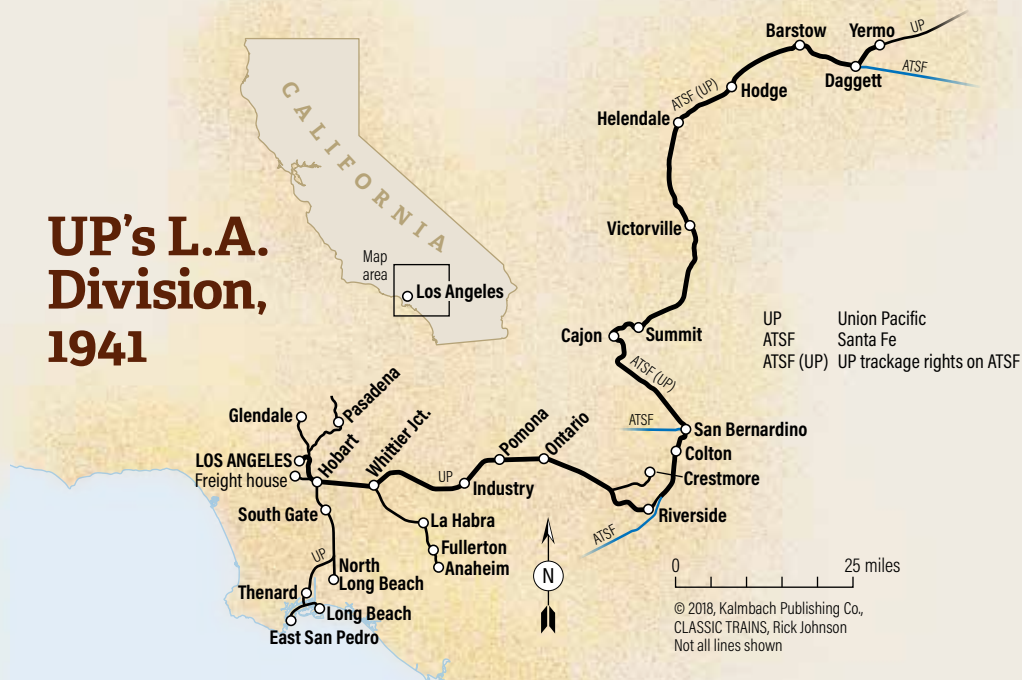 UP's L.A.
Division,
1941
CALIFORNIA
Map
area
Los Angeles
Barstow
Yermo
UP
Daggett
ATSF
Hodge
ATSF (UP)
Helendale
Victorville
Cajon
Summit
ATSF (UP)
UP Union Pacific
ATSF Santa Fe
ATSF (UP) UP trackage rights on ATSF
ATSF
San Bernardino
Colton
Crestmore
Riverside
ATSF
Glendale
Pasadena
LOS ANGELES
Freight house
Hobart
Whittier Jct.
UP
Industry
Pomona
Ontario
South Gate
La Habra
Fullerton
Anaheim
UP
North
Long Beach
Thenard
Long Beach
East San Pedro
N
0 25 miles
© 2018, Kalmbach Publishing Co.,
CLASSIC TRAINS, Rick Johnson
Not all lines shown